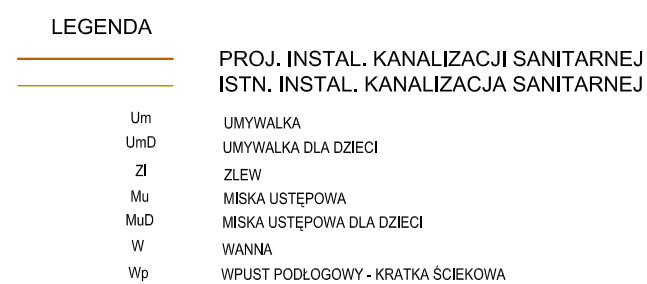 LEGENDA
PROJ. INSTAL. KANALIZACJI SANITARNEJ
ISTN. INSTAL. KANALIZACJA SANITARNEJ
Um UMYWALKA
UmD UMYWALKA DLA DZIECI
Zl ZLEW
Mu MISKA USTĘPOWA
MuD MISKA USTĘPOWA DLA DZIECI
W WANNA
Wp WPUST PODŁOGOWY - KRATKA ŚCIEKOWA